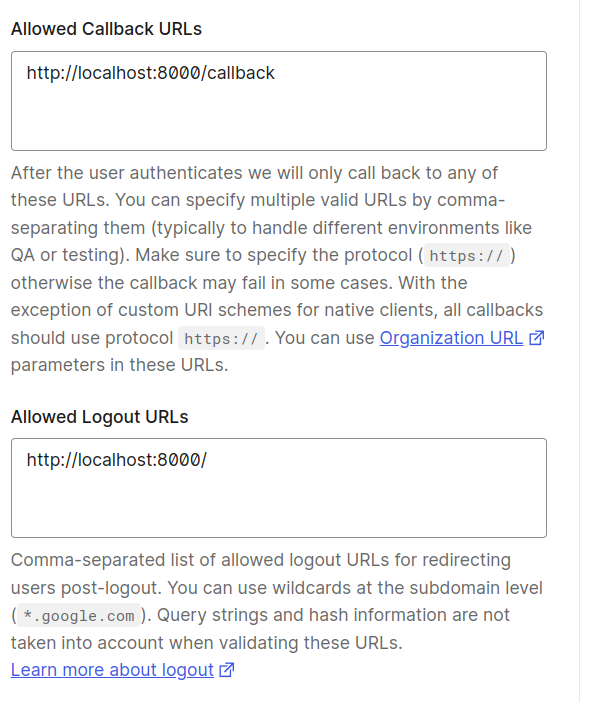 Allowed Callback URLs
http://localhost:8000/callback
After the user authenticates we will only call back to any of
these URLs. You can specify multiple valid URLs by comma-
separating them (typically to handle different environments like
QA or testing). Make sure to specify the protocol (https://)
otherwise the callback may fail in some cases. With the
exception of custom URI schemes for native clients, all callbacks
should use protocol https://. You can use Organization URL
parameters in these URLs.
Allowed Logout URLs
http://localhost:8000/
Comma-separated list of allowed logout URLs for redirecting
users post-logout. You can use wildcards at the subdomain level
(*.google.com). Query strings and hash information are not
taken into account when validating these URLs.
Learn more about logout